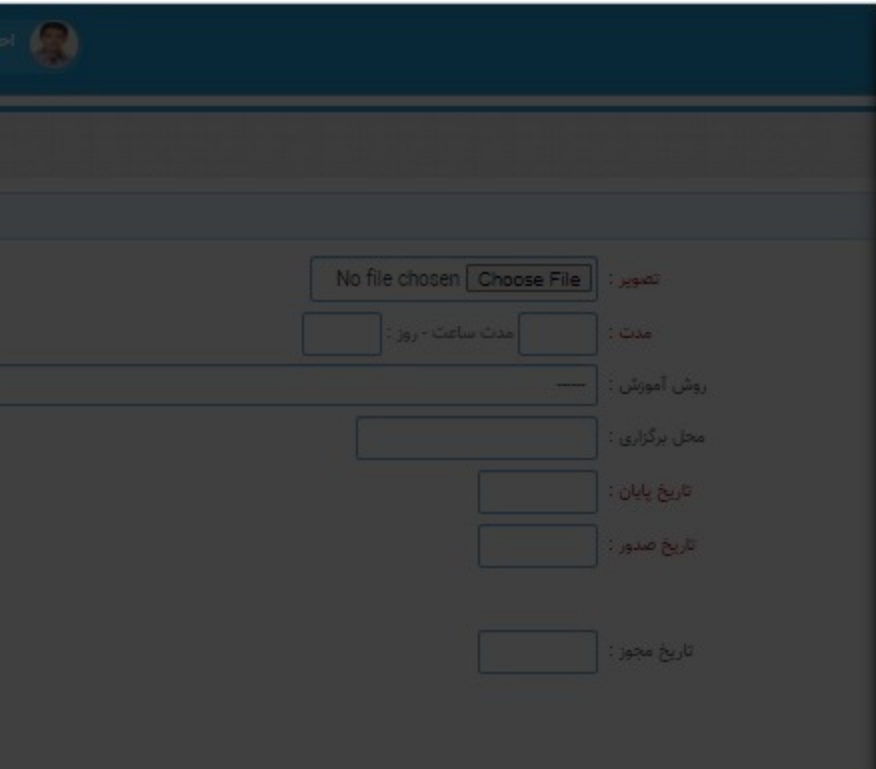 تصویر : Choose File No file chosen
مدت : مدت ساعت - روز :
روش آموزش : -----
محل برگزاری :
تاریخ پایان :
تاریخ صدور :
تاریخ مجوز :